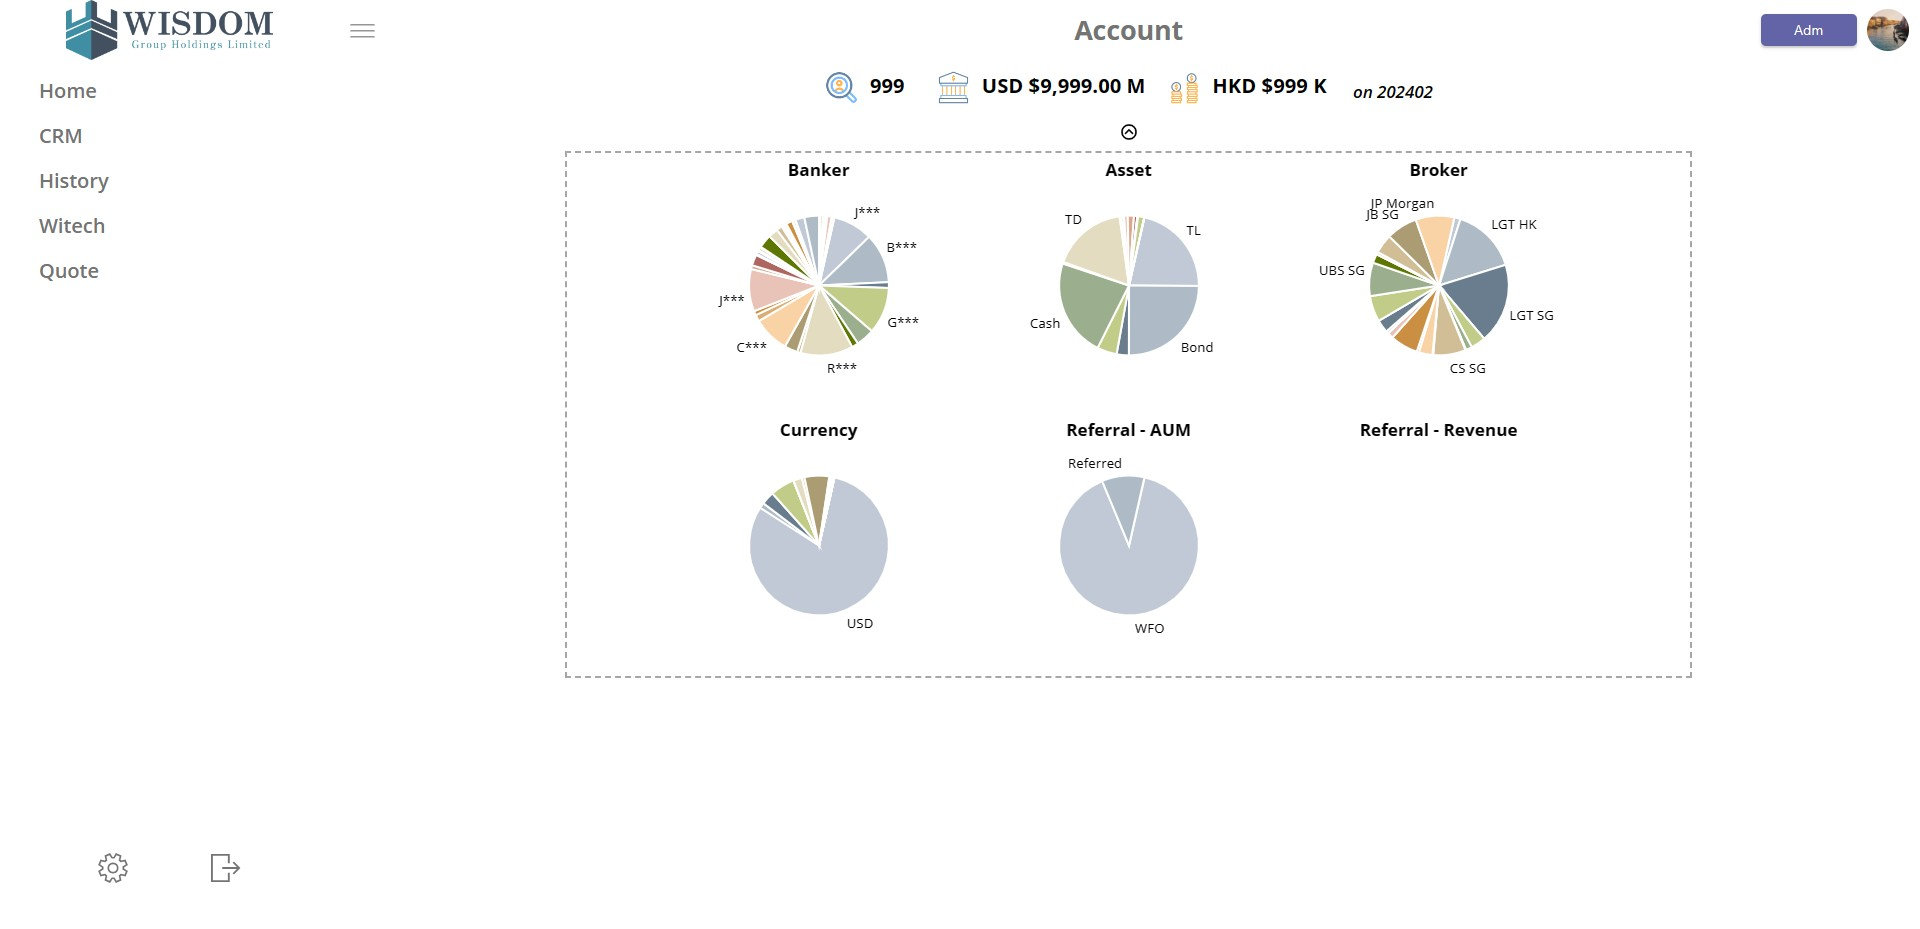 WISDOM
Group Holdings Limited
Account
Adm
Home
CRM
History
Witech
Quote
999
USD $9,999.00 M
HKD $999 K
on 202402
Banker
J***
B***
G***
R***
C***
J***
Asset
TD
TL
Cash
Bond
Broker
JP Morgan
JB SG
LGT HK
UBS SG
LGT SG
CS SG
Currency
USD
Referral - AUM
Referred
WFO
Referral - Revenue